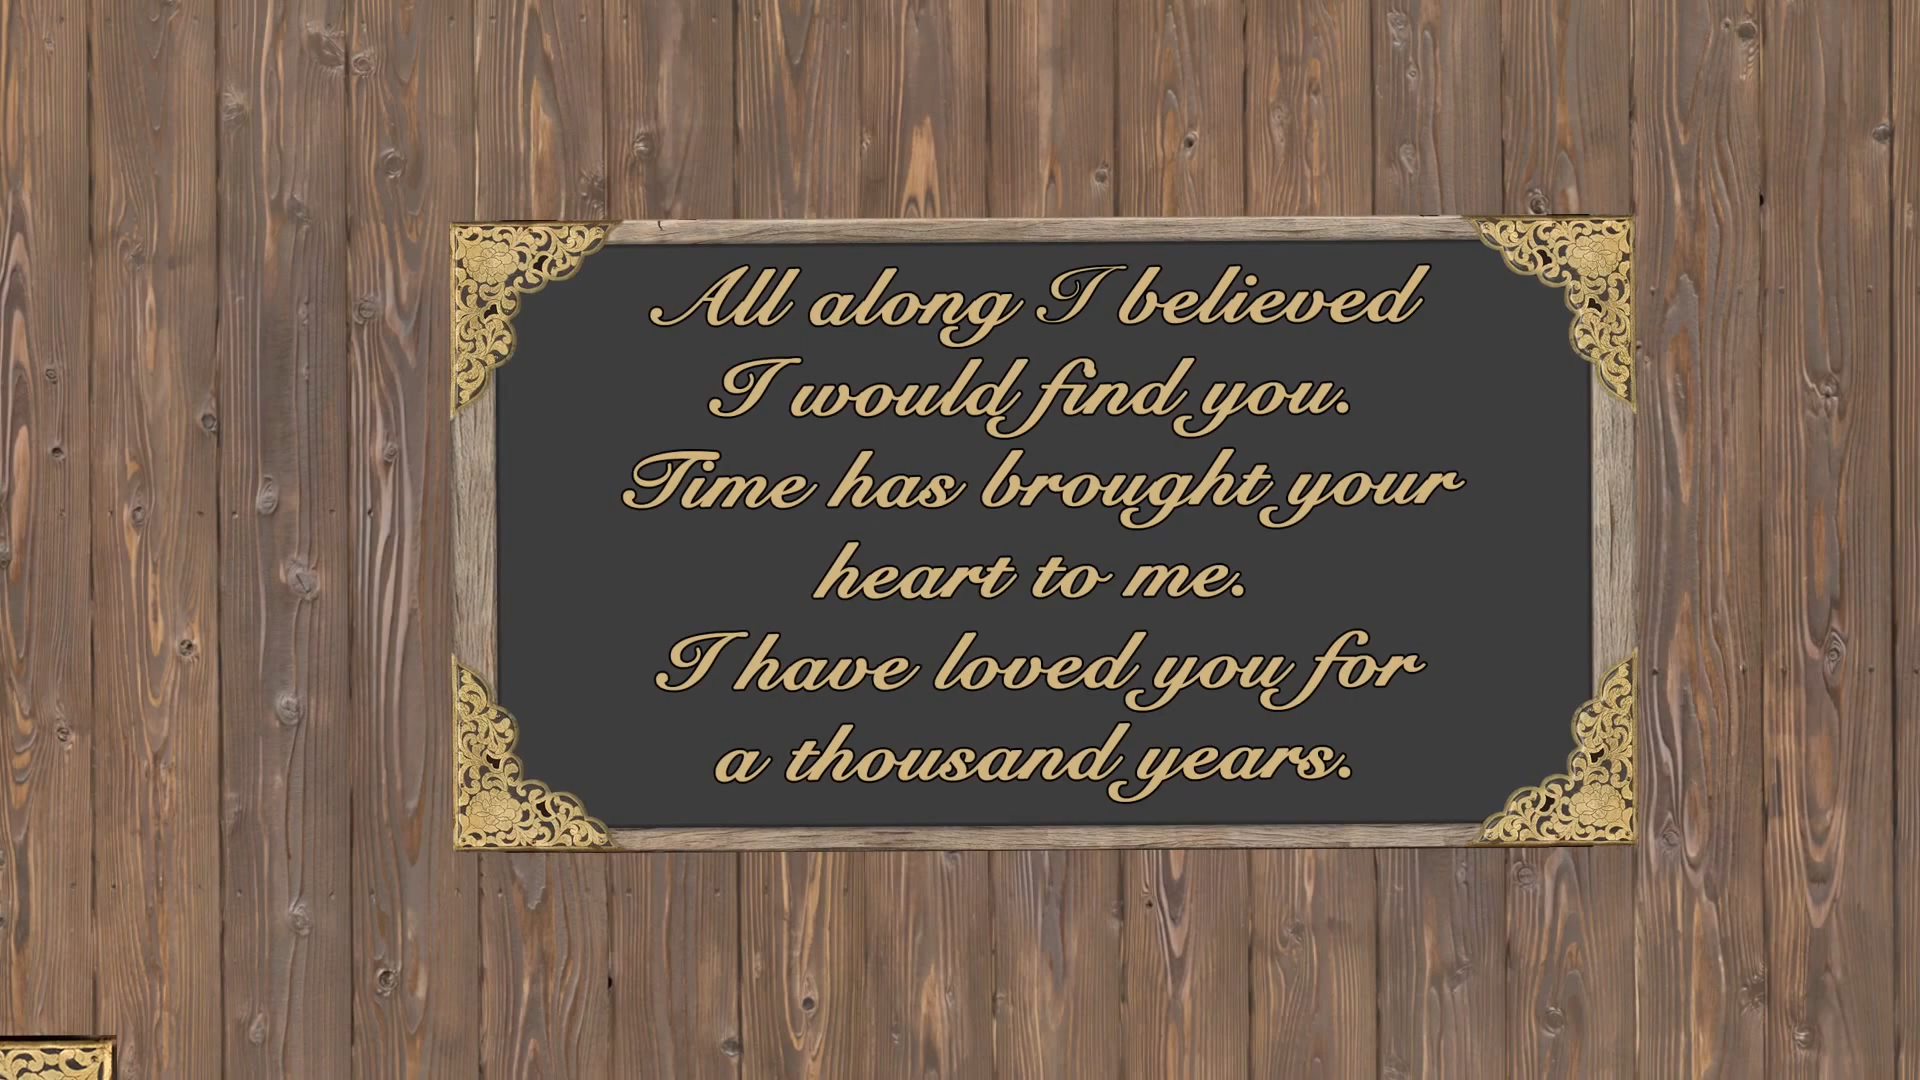 All along I believed
I would find you.
Time has brought your
heart to me.
I have loved you for
a thousand years.